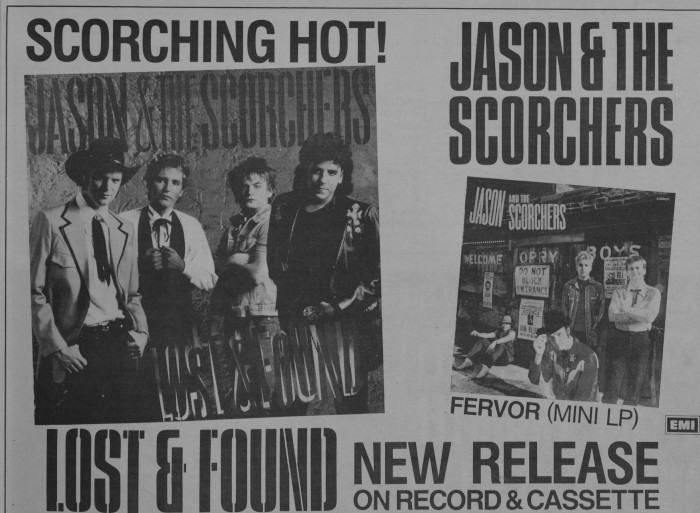 SCORCHING HOT!
JASON & THE SCORCHERS
LOST & FOUND
JASON & THE
SCORCHERS
JASON AND THE SCORCHERS
WELCOME OPRY BOYS
DO NOT
BLOCK
ENTRANCE
FERVOR (MINI LP)
EMI
LOST & FOUND
NEW RELEASE
ON RECORD & CASSETTE